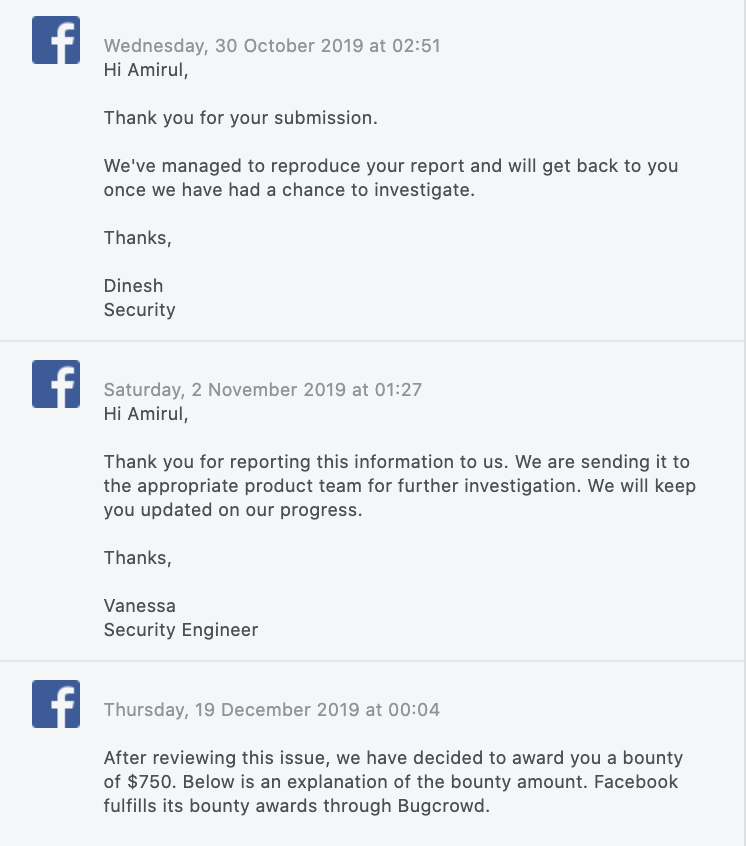 Wednesday, 30 October 2019 at 02:51
Hi Amirul,
Thank you for your submission.
We've managed to reproduce your report and will get back to you
once we have had a chance to investigate.
Thanks,
Dinesh
Security
Saturday, 2 November 2019 at 01:27
Hi Amirul,
Thank you for reporting this information to us. We are sending it to
the appropriate product team for further investigation. We will keep
you updated on our progress.
Thanks,
Vanessa
Security Engineer
Thursday, 19 December 2019 at 00:04
After reviewing this issue, we have decided to award you a bounty
of $750. Below is an explanation of the bounty amount. Facebook
fulfills its bounty awards through Bugcrowd.